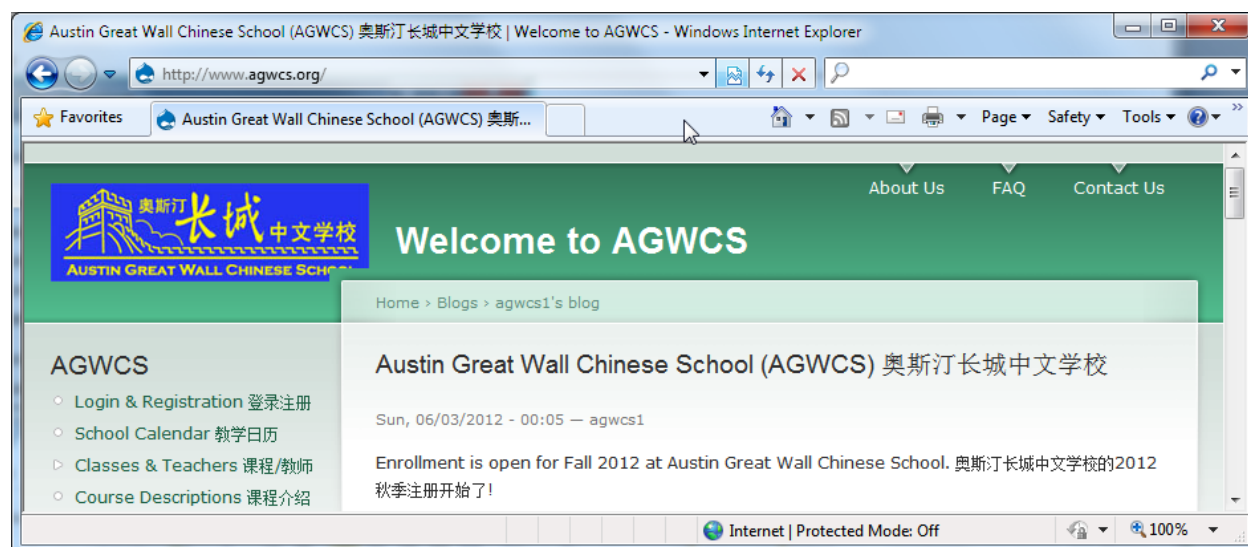 Austin Great Wall Chinese School (AGWCS) 奥斯汀长城中文学校 | Welcome to AGWCS - Windows Internet Explorer
http://www.agwcs.org/
Favorites
Austin Great Wall Chinese School (AGWCS) 奥斯...
Page
Safety
Tools
About Us
FAQ
Contact Us
奥斯汀长城中文学校
AUSTIN GREAT WALL CHINESE
Welcome to AGWCS
Home › Blogs › agwcs1's blog
AGWCS
Login & Registration 登录注册
School Calendar 教学日历
Classes & Teachers 课程/教师
Course Descriptions 课程介绍
Austin Great Wall Chinese School (AGWCS) 奥斯汀长城中文学校
Sun, 06/03/2012 - 00:05 — agwcs1
Enrollment is open for Fall 2012 at Austin Great Wall Chinese School. 奥斯汀长城中文学校的2012
秋季注册开始了!
Internet | Protected Mode: Off
100%